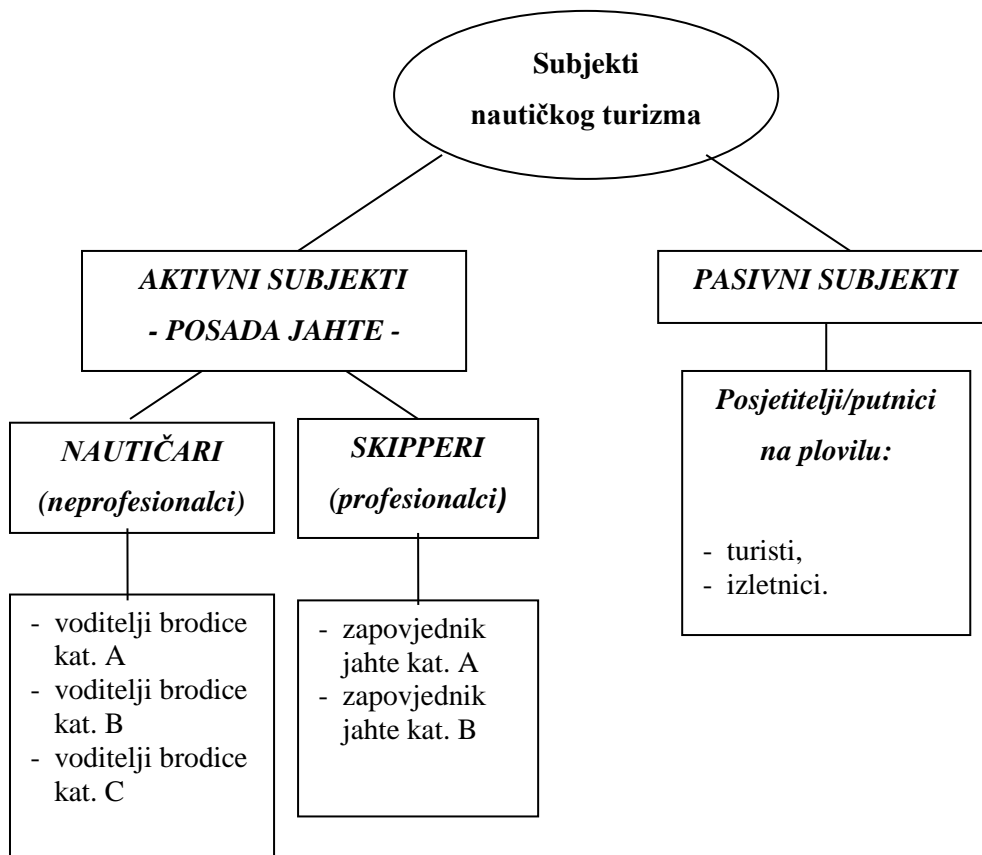 Subjekti
nautičkog turizma
AKTIVNI SUBJEKTI
- POSADA JAHTE -
PASIVNI SUBJEKTI
NAUTIČARI
(neprofesionalci)
SKIPPERI
(profesionalci)
Posjetitelji/putnici
na plovilu:
- turisti,
- izletnici.
- voditelji brodice
kat. A
- voditelji brodice
kat. B
- voditelji brodice
kat. C
- zapovjednik
jahte kat. A
- zapovjednik
jahte kat. B